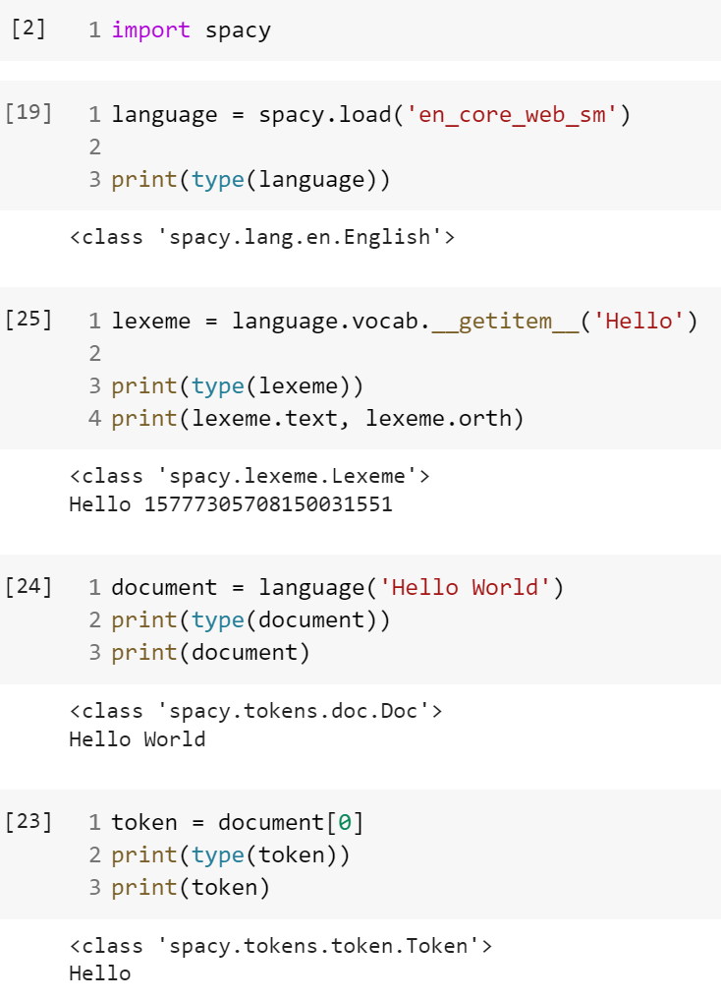 [2] 1 import spacy
[19] 1 language = spacy.load('en_core_web_sm')
2
3 print(type(language))
<class 'spacy.lang.en.English'>
[25] 1 lexeme = language.vocab.__getitem__('Hello')
2
3 print(type(lexeme))
4 print(lexeme.text, lexeme.orth)
<class 'spacy.lexeme.Lexeme'>
Hello 15777305708150031551
[24] 1 document = language('Hello World')
2 print(type(document))
3 print(document)
<class 'spacy.tokens.doc.Doc'>
Hello World
[23] 1 token = document[0]
2 print(type(token))
3 print(token)
<class 'spacy.tokens.token.Token'>
Hello